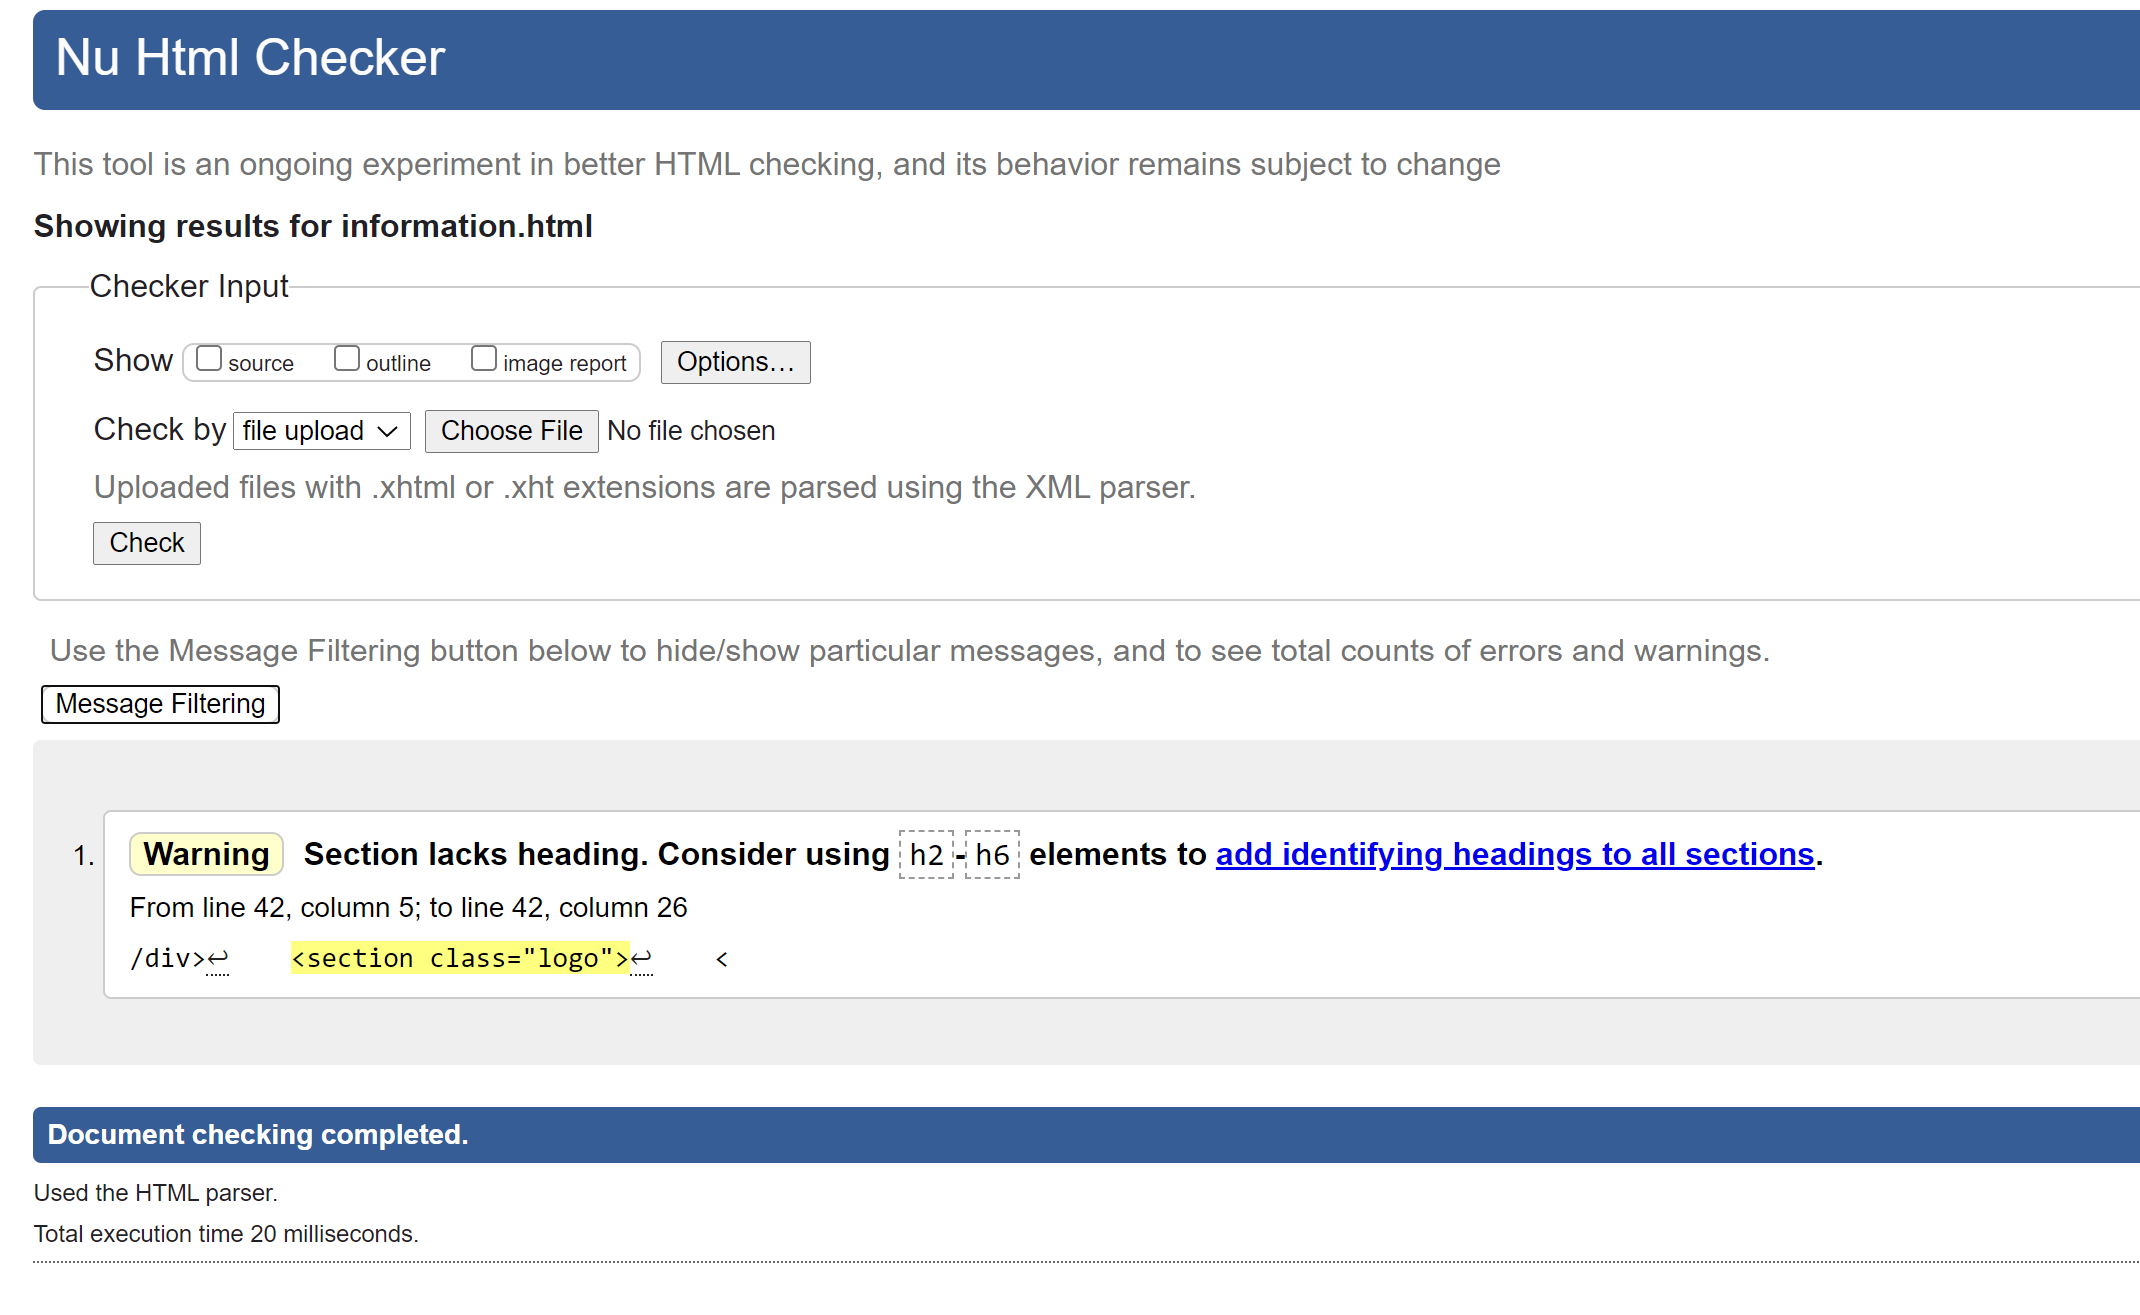 Nu Html Checker
This tool is an ongoing experiment in better HTML checking, and its behavior remains subject to change
Showing results for information.html
Checker Input
Show source outline image report Options...
Check by file upload Choose File No file chosen
Uploaded files with .xhtml or .xht extensions are parsed using the XML parser.
Check
Use the Message Filtering button below to hide/show particular messages, and to see total counts of errors and warnings.
Message Filtering
1. Warning Section lacks heading. Consider using h2-h6 elements to add identifying headings to all sections.
From line 42, column 5; to line 42, column 26
/div>↩ <section class="logo">↩ <
Document checking completed.
Used the HTML parser.
Total execution time 20 milliseconds.